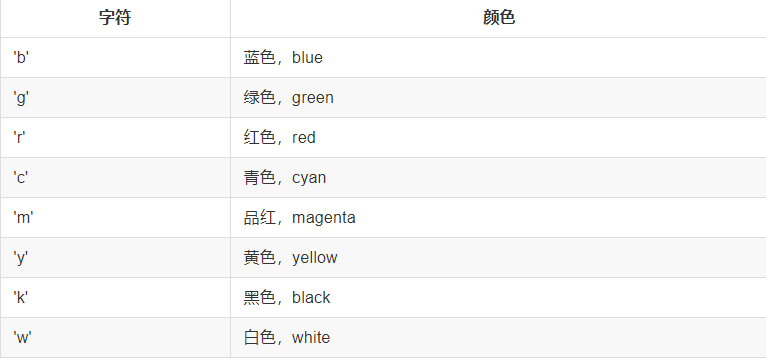 字符 颜色
'b' 蓝色，blue
'g' 绿色，green
'r' 红色，red
'c' 青色，cyan
'm' 品红，magenta
'y' 黄色，yellow
'k' 黑色，black
'w' 白色，white